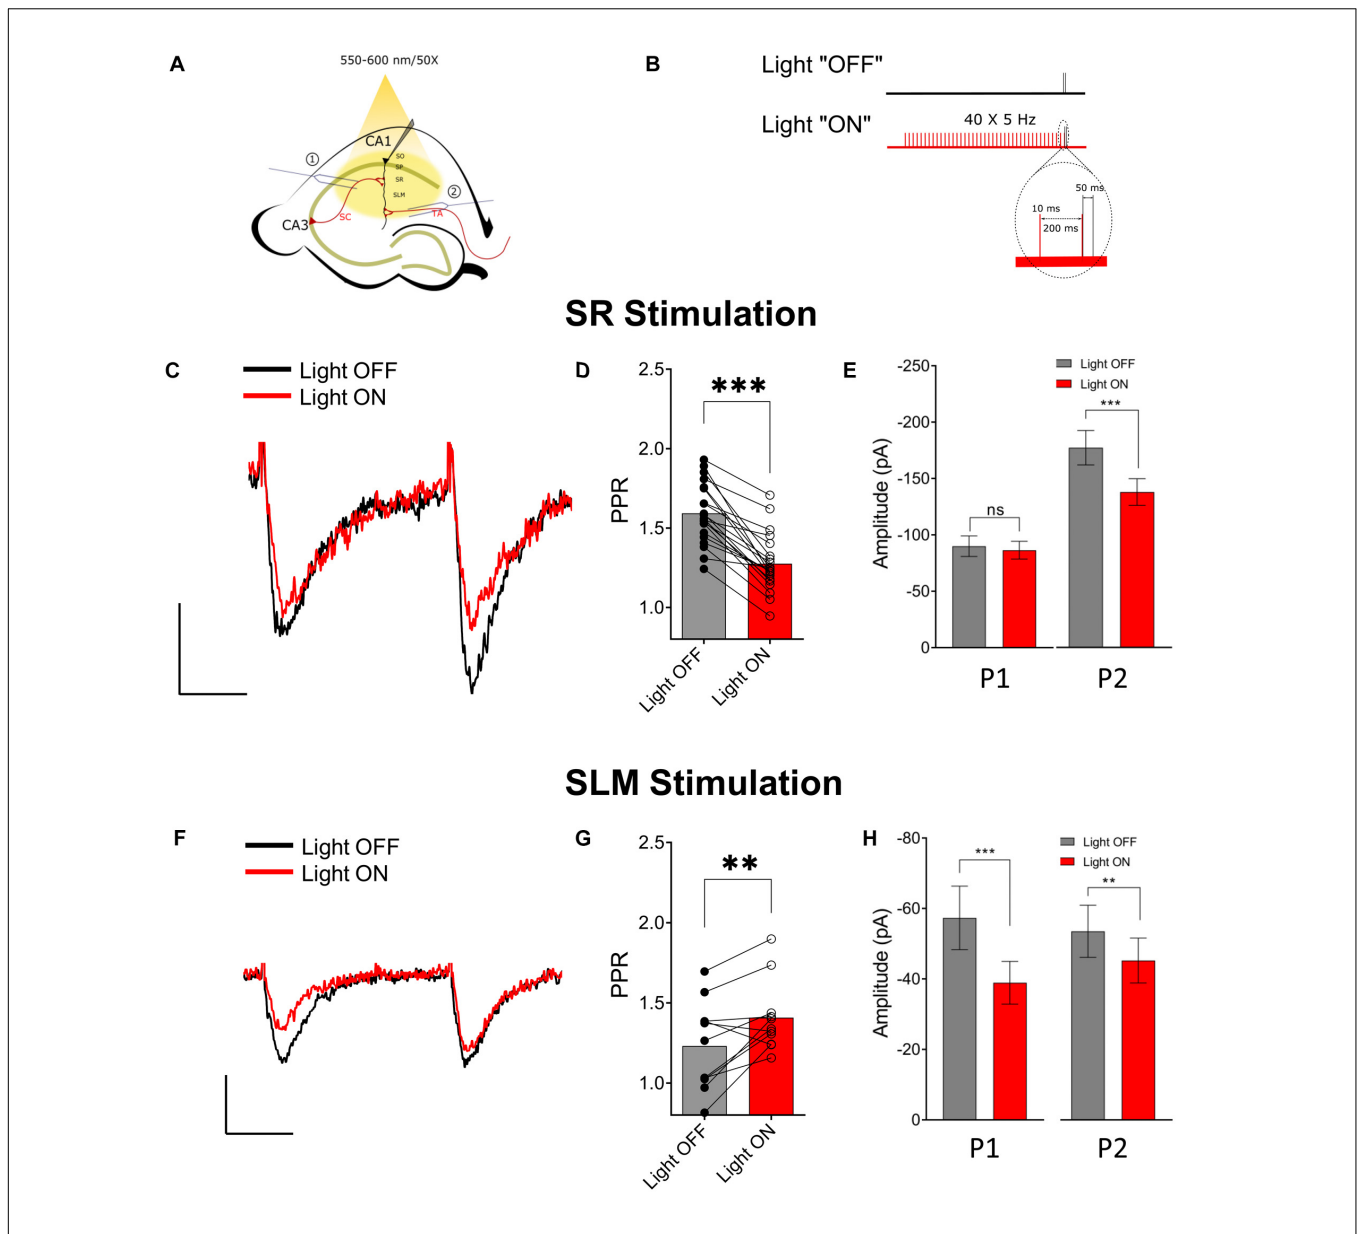 A
550-600 nm/50X
CA1
SO
SP
SR
SLM
1
2
SC
TA
CA3
B
Light "OFF"
Light "ON"
40 X 5 Hz
50 ms
10 ms
200 ms
SR Stimulation
C
Light OFF
Light ON
D
2.5
2.0
1.5
1.0
PPR
***
Light OFF
Light ON
E
-250
-200
-150
-100
-50
0
Amplitude (pA)
Light OFF
Light ON
ns
***
P1
P2
SLM Stimulation
F
Light OFF
Light ON
G
2.5
2.0
1.5
1.0
PPR
**
Light OFF
Light ON
H
-80
-60
-40
-20
0
Amplitude (pA)
Light OFF
Light ON
***
**
P1
P2